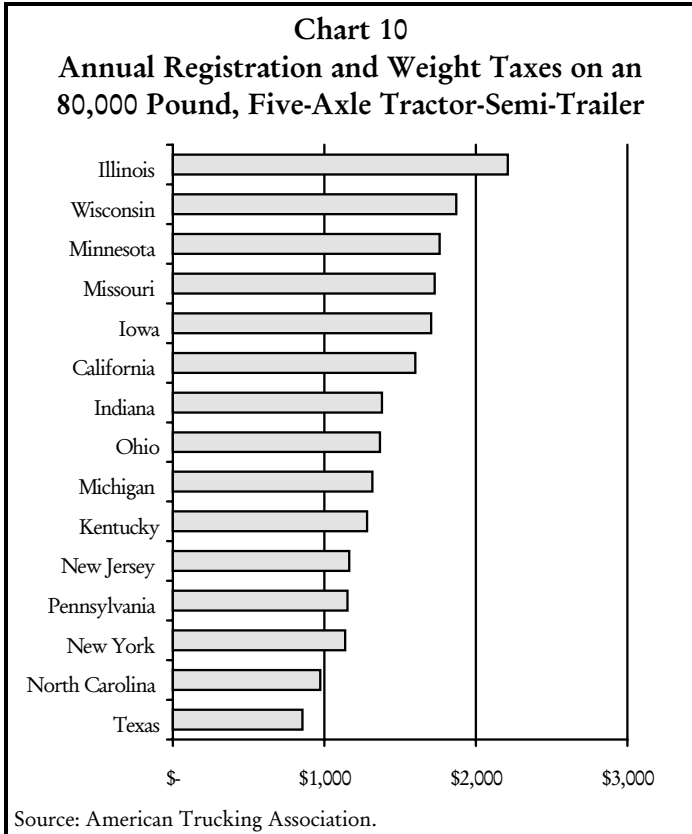 Chart 10
Annual Registration and Weight Taxes on an
80,000 Pound, Five-Axle Tractor-Semi-Trailer
Illinois
Wisconsin
Minnesota
Missouri
Iowa
California
Indiana
Ohio
Michigan
Kentucky
New Jersey
Pennsylvania
New York
North Carolina
Texas
$- $1,000 $2,000 $3,000
Source: American Trucking Association.